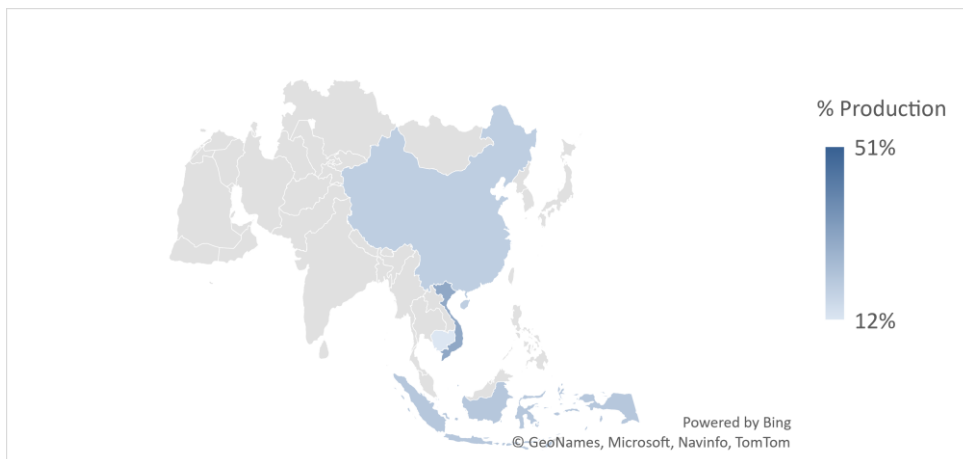 % Production
51%
12%
Powered by Bing
© GeoNames, Microsoft, Navinfo, TomTom